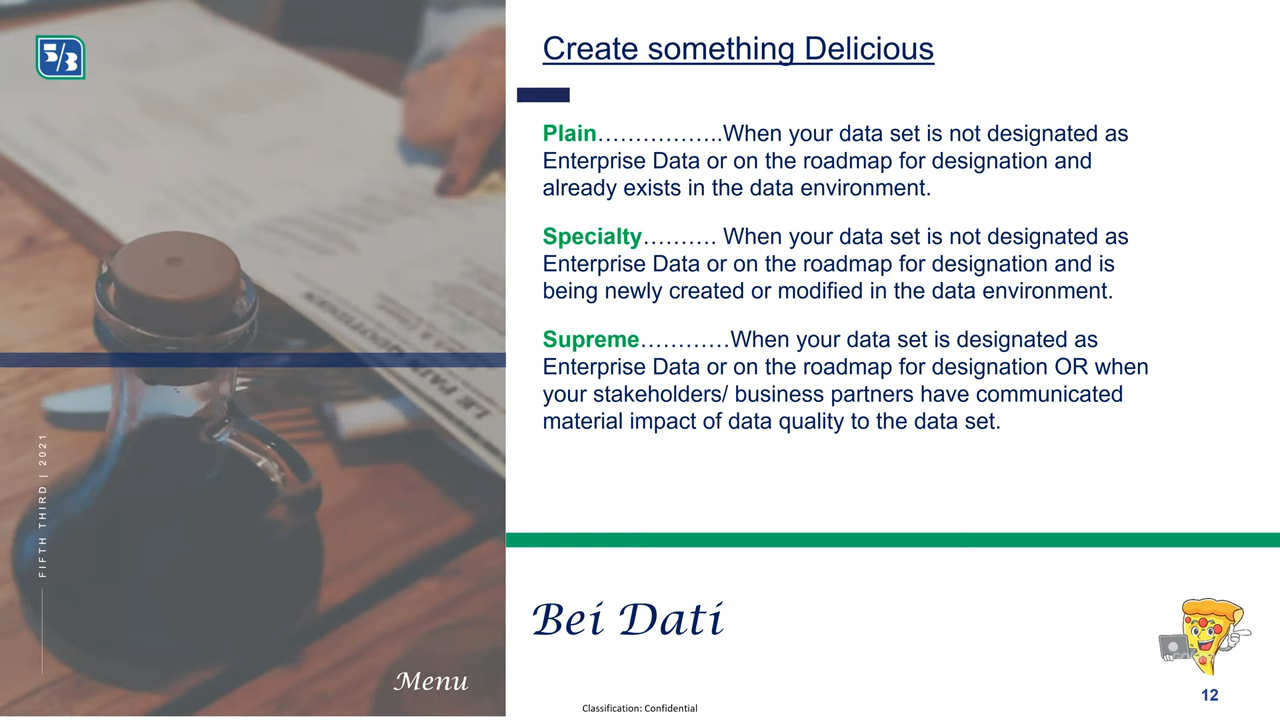 5/3
Create something Delicious
Plain……………..When your data set is not designated as
Enterprise Data or on the roadmap for designation and
already exists in the data environment.
Specialty………. When your data set is not designated as
Enterprise Data or on the roadmap for designation and is
being newly created or modified in the data environment.
Supreme…………When your data set is designated as
Enterprise Data or on the roadmap for designation OR when
your stakeholders/ business partners have communicated
material impact of data quality to the data set.
FIFTH THIRD | 2021
Bei Dati
Menu
12
Classification: Confidential